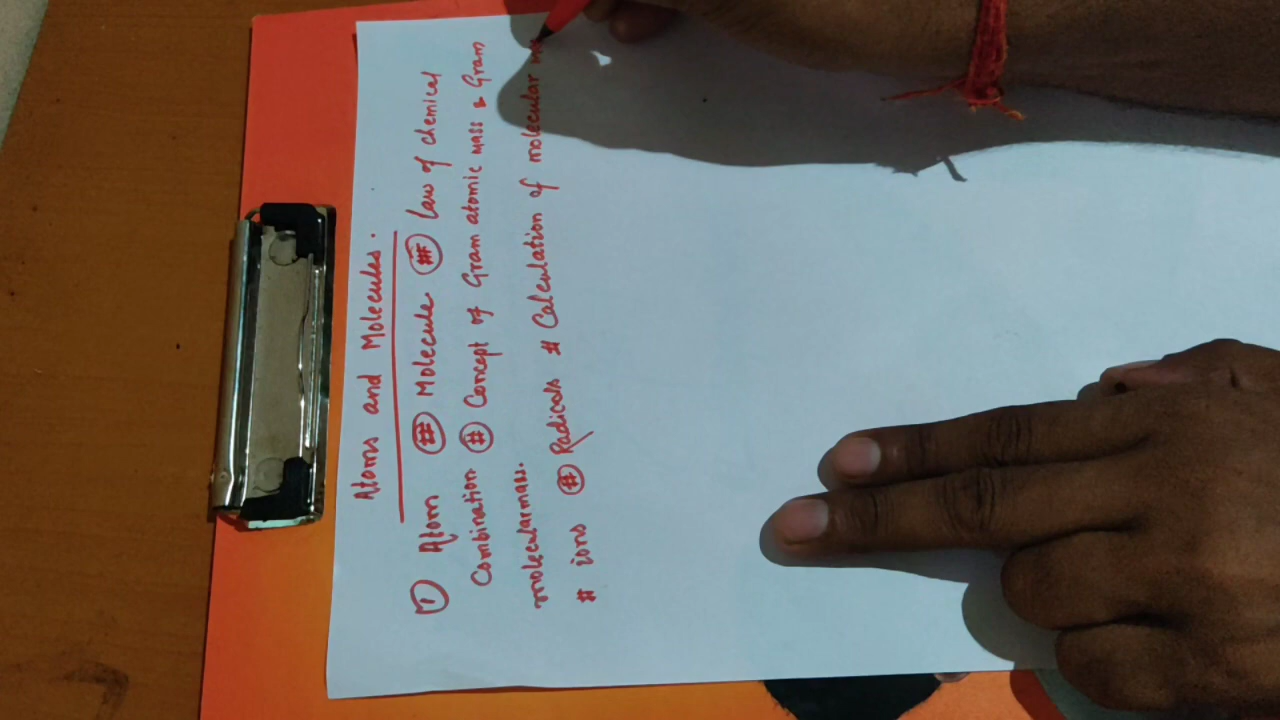 Atoms and Molecules.
① Atom # Molecule # Law of chemical
Combination # Concept of Gram atomic mass & Gram
molecularmass.
# ions # Radicals # Calculation of molecular